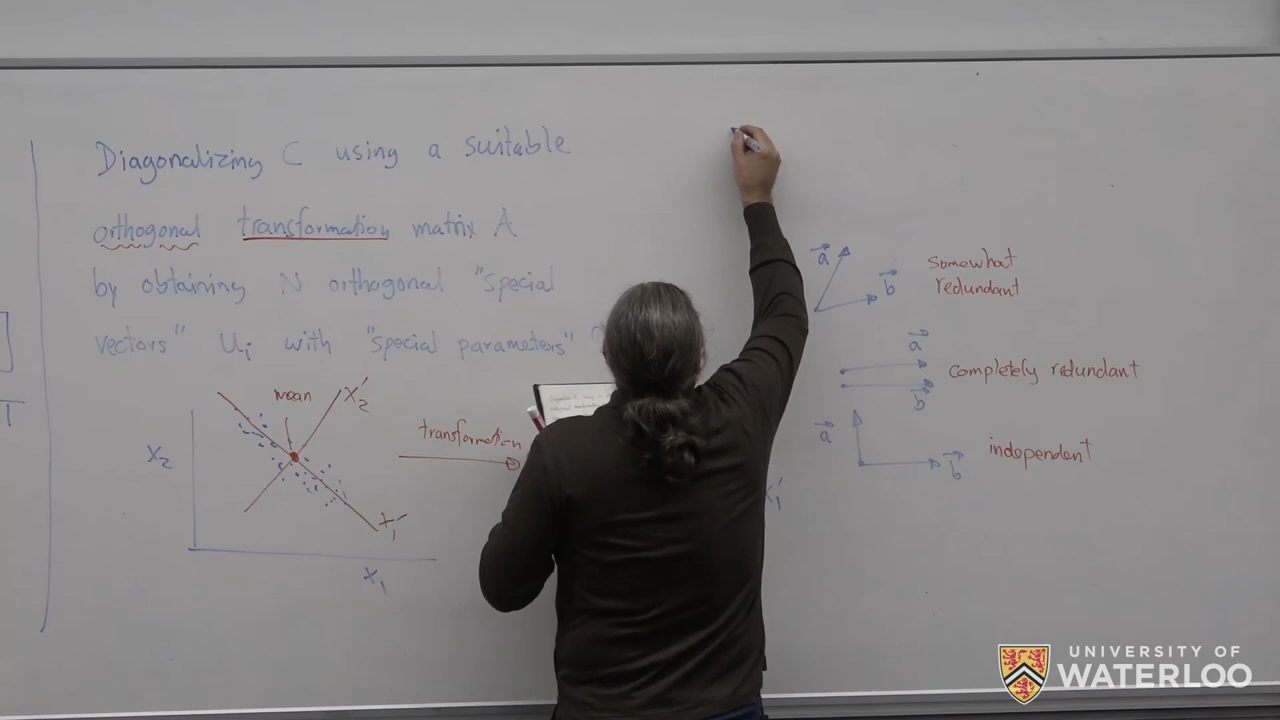 Diagonalizing C using a suitable
orthogonal transformation matrix A
by obtaining N orthogonal "special
vectors" Ui with "special parameters"
mean
X2'
X2
X1'
X1
transformation
X1'
a
b
somewhat
redundant
a
b
completely redundant
a
b
independent
1
UNIVERSITY OF
WATERLOO